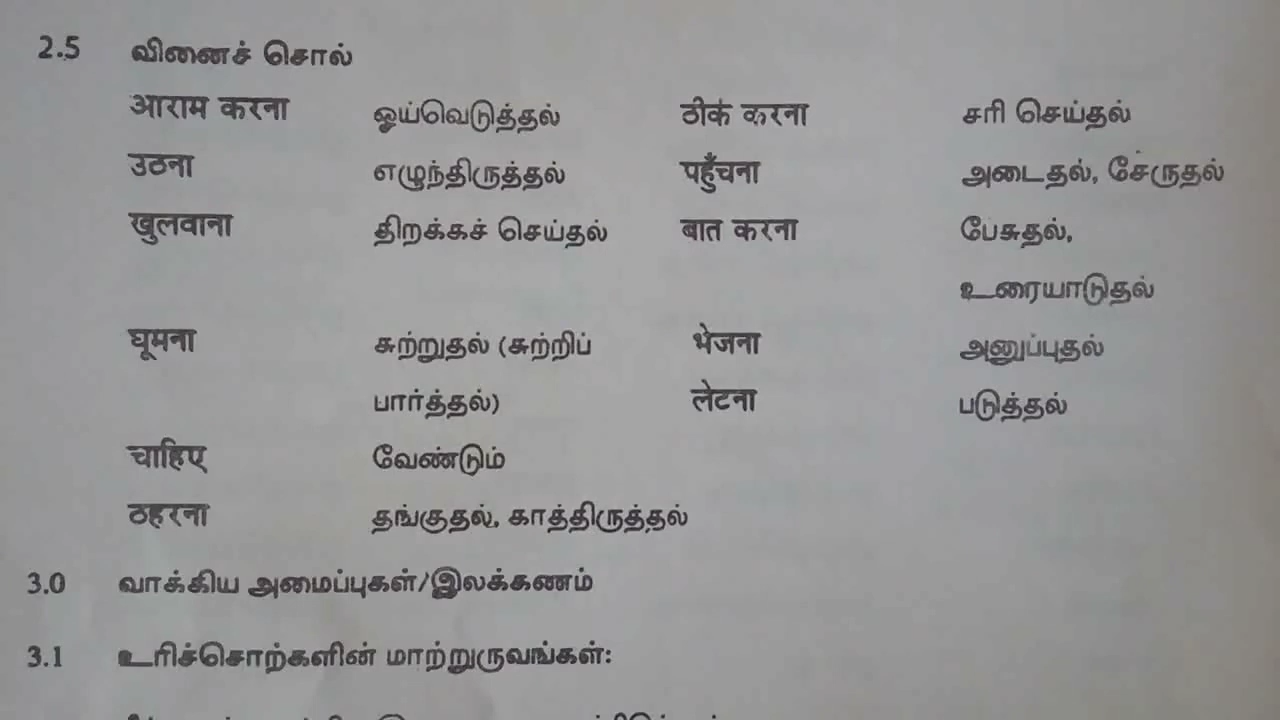 2.5 வினைச் சொல்
आराम करना ஓய்வெடுத்தல் ठीक करना சரி செய்தல்
उठना எழுந்திருத்தல் पहुँचना அடைதல், சேருதல்
खुलवाना திறக்கச் செய்தல் बात करना பேசுதல்,
உரையாடுதல்
घूमना சுற்றுதல் (சுற்றிப் भेजना அனுப்புதல்
பார்த்தல்) लेटना படுத்தல்
चाहिए வேண்டும்
ठहरना தங்குதல், காத்திருத்தல்
3.0 வாக்கிய அமைப்புகள்/இலக்கணம்
3.1 உரிச்சொற்களின் மாற்றுருவங்கள்: